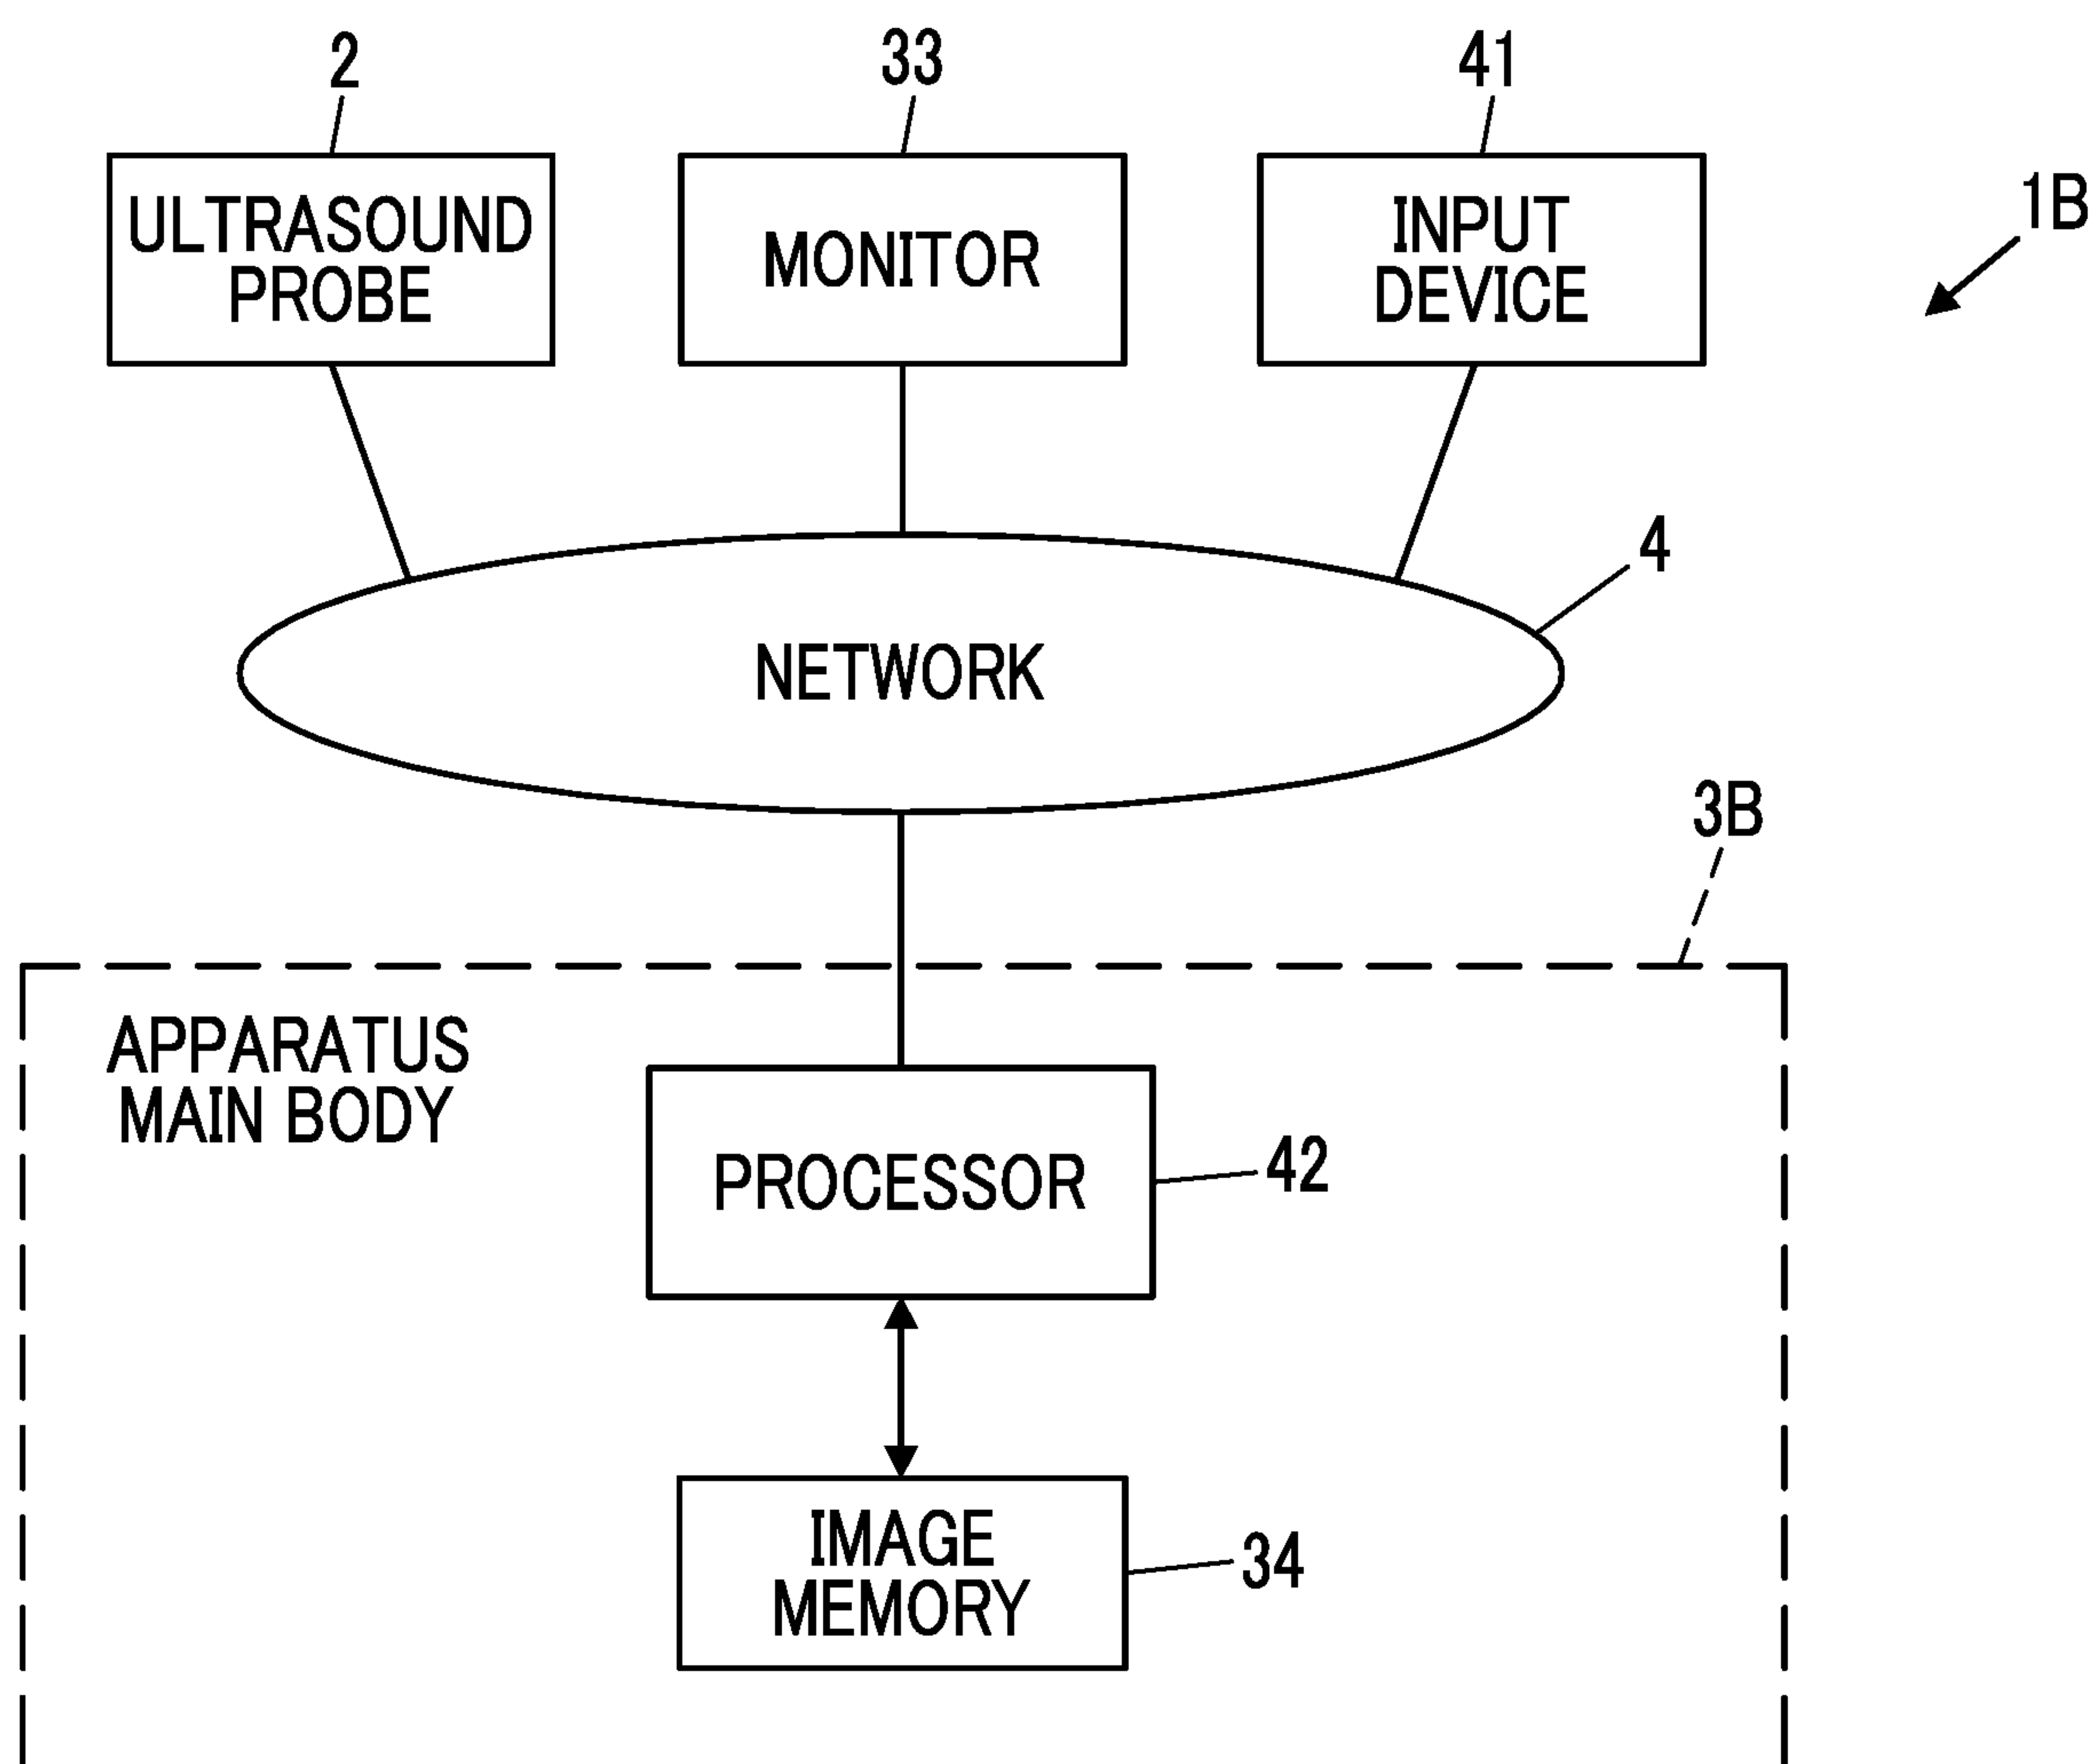 2
33
41
1B
ULTRASOUND
PROBE
MONITOR
INPUT
DEVICE
4
NETWORK
3B
APPARATUS
MAIN BODY
PROCESSOR
42
IMAGE
MEMORY
34